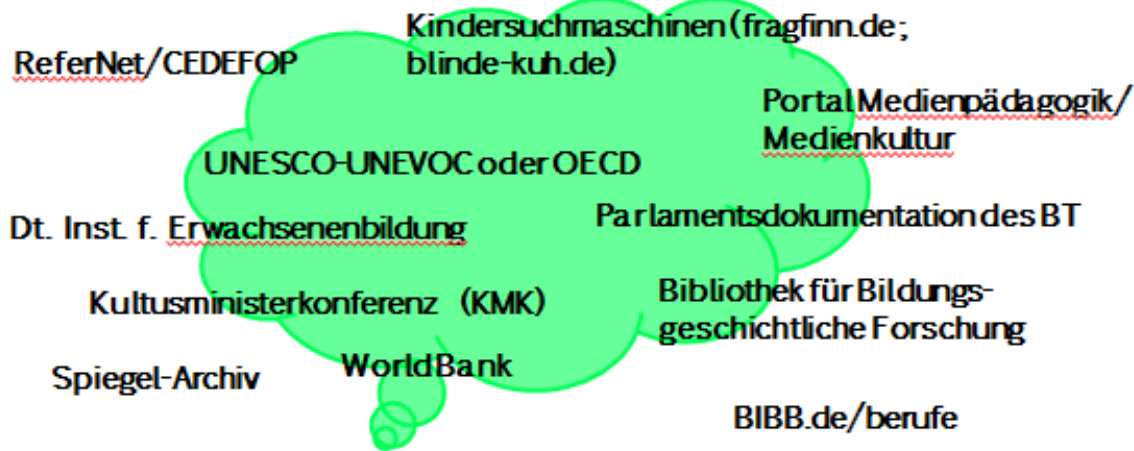 Kindersuchmaschinen (fragfinn.de;
blinde-kuh.de)
ReferNet/CEDEFOP
Portal Medienpädagogik/
Medienkultur
UNESCO-UNEVOC oder OECD
Parlamentsdokumentation des BT
Dt. Inst. f. Erwachsenenbildung
Kultusministerkonferenz (KMK)
Bibliothek für Bildungs-
geschichtliche Forschung
WorldBank
Spiegel-Archiv
BIBB.de/berufe